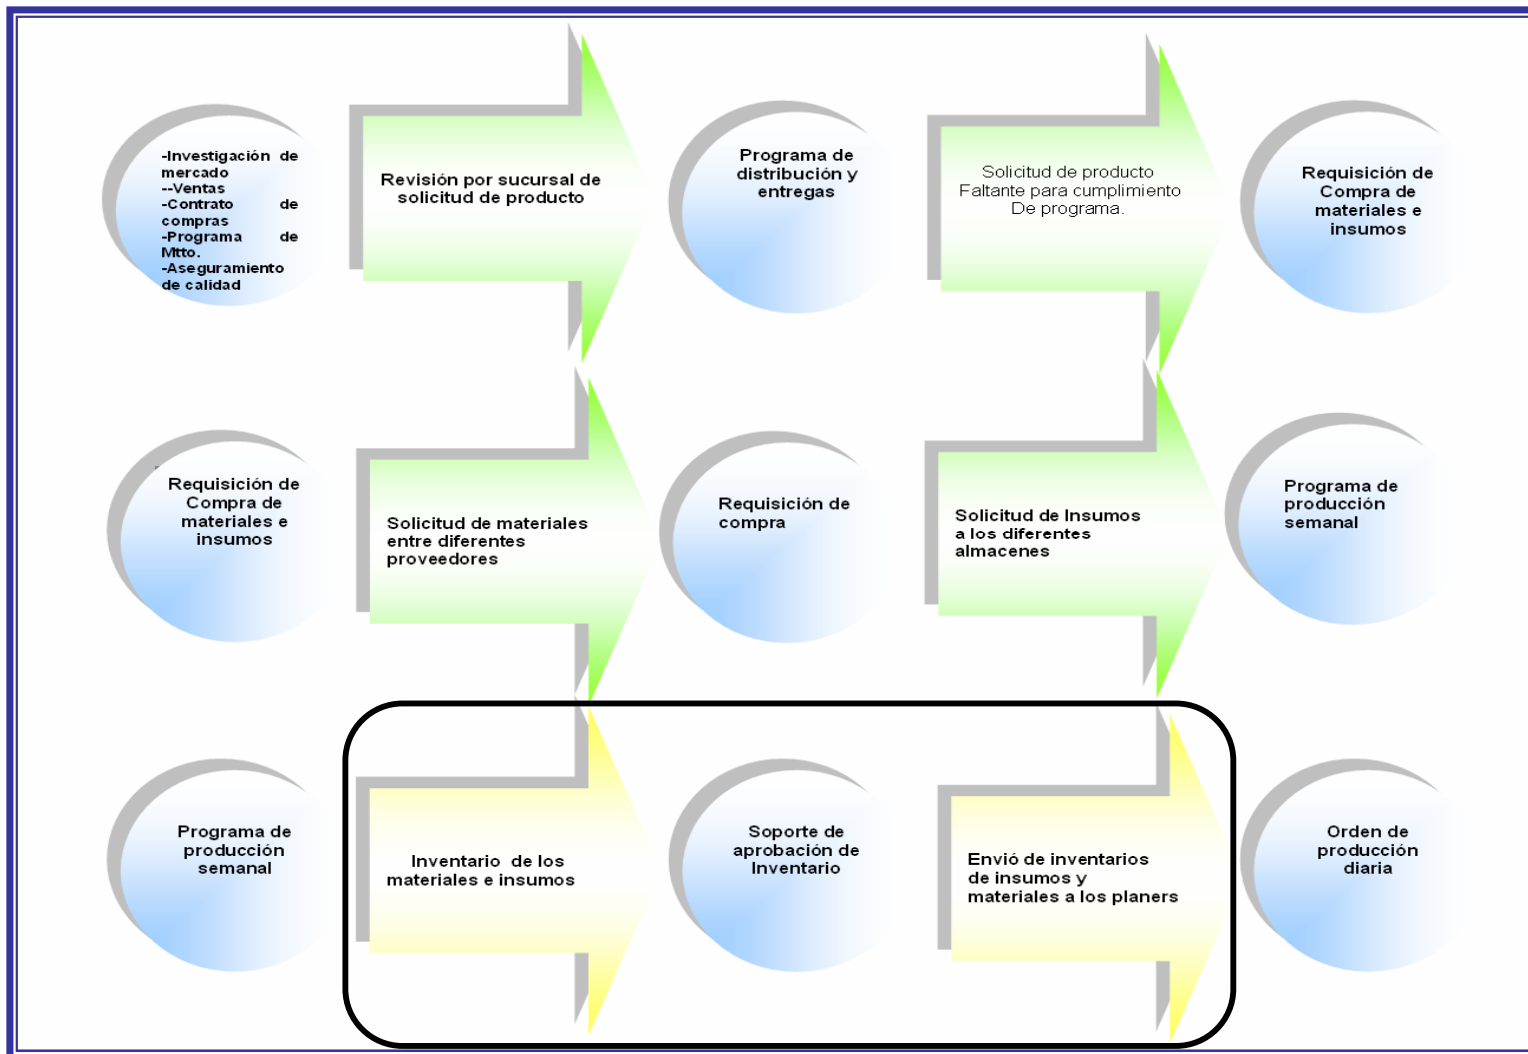 -Investigación de
mercado
--Ventas
-Contrato de
compras
-Programa de
Mtto.
-Aseguramiento
de calidad
Revisión por sucursal de
solicitud de producto
Programa de
distribución y
entregas
Solicitud de producto
Faltante para cumplimiento
De programa.
Requisición de
Compra de
materiales e
insumos
Requisición de
Compra de
materiales e
insumos
Solicitud de materiales
entre diferentes
proveedores
Requisición de
compra
Solicitud de Insumos
a los diferentes
almacenes
Programa de
producción
semanal
Programa de
producción
semanal
Inventario de los
materiales e insumos
Soporte de
aprobación de
Inventario
Envió de inventarios
de insumos y
materiales a los planers
Orden de
producción
diaria